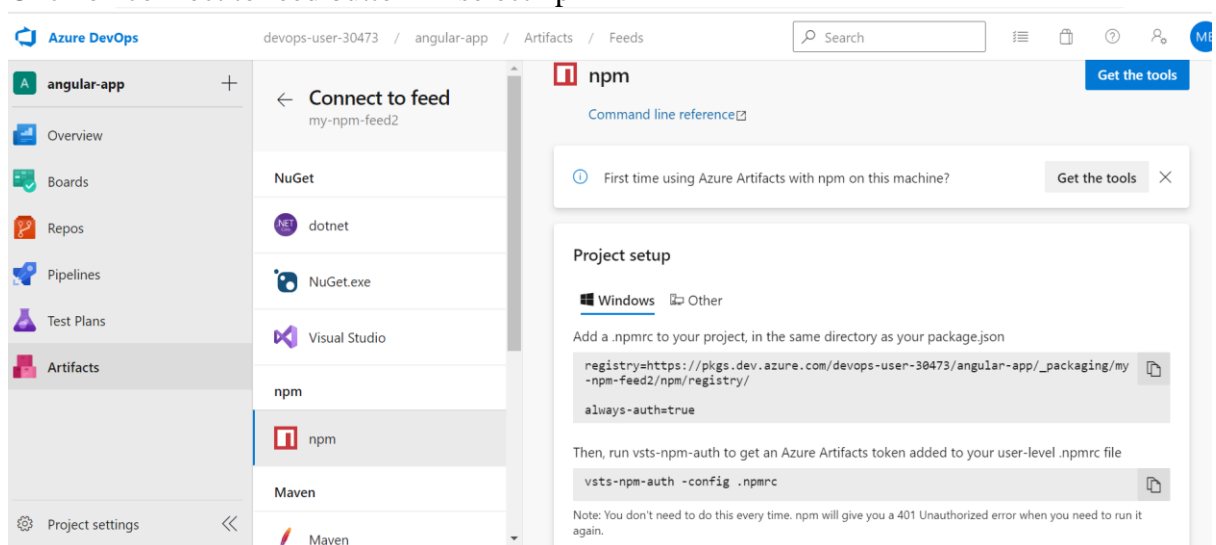 Azure DevOps
devops-user-30473 / angular-app / Artifacts / Feeds
Search
A angular-app
Overview
Boards
Repos
Pipelines
Test Plans
Artifacts
Project settings
Connect to feed
my-npm-feed2
NuGet
dotnet
NuGet.exe
Visual Studio
npm
npm
Maven
Maven
npm
Get the tools
Command line reference
First time using Azure Artifacts with npm on this machine?
Get the tools
Project setup
Windows
Other
Add a .npmrc to your project, in the same directory as your package.json
registry=https://pkgs.dev.azure.com/devops-user-30473/angular-app/_packaging/my
-npm-feed2/npm/registry/
always-auth=true
Then, run vsts-npm-auth to get an Azure Artifacts token added to your user-level .npmrc file
vsts-npm-auth -config .npmrc
Note: You don't need to do this every time. npm will give you a 401 Unauthorized error when you need to run it
again.